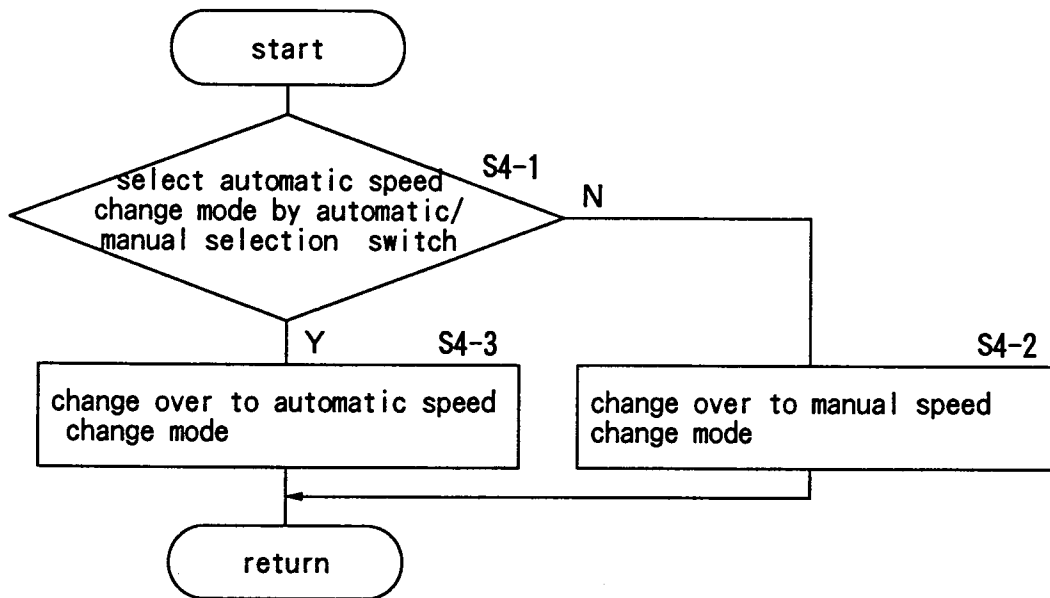 start
S4-1
select automatic speed
change mode by automatic/
manual selection switch
N
Y
S4-3
S4-2
change over to automatic speed
change mode
change over to manual speed
change mode
return